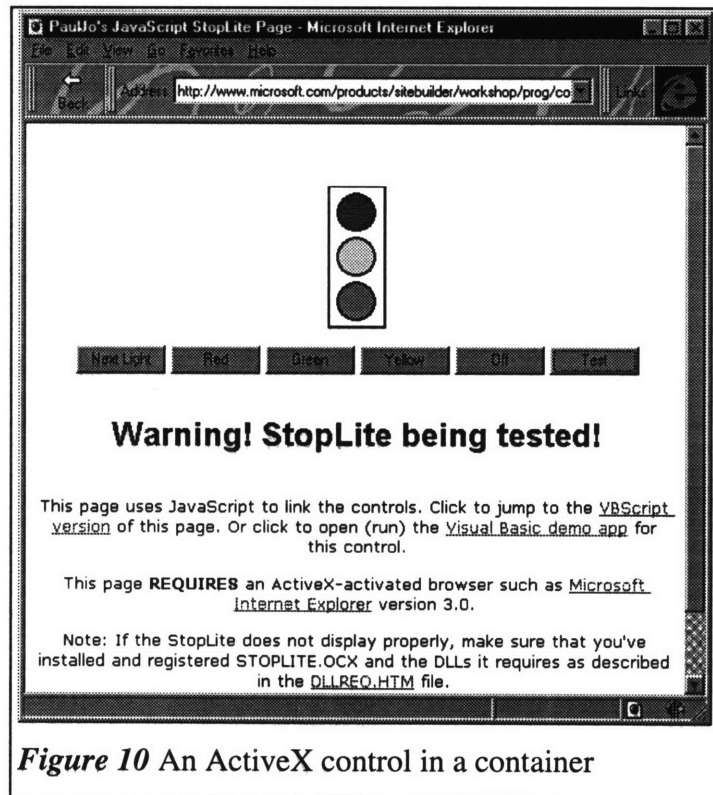 PaulJo's JavaScript StopLite Page - Microsoft Internet Explorer
File Edit View Go Favorites Help
Back Address http://www.microsoft.com/products/sitebuilder/workshop/prog/co Links
Next Light Red Green Yellow Off Test
Warning! StopLite being tested!
This page uses JavaScript to link the controls. Click to jump to the VBScript
version of this page. Or click to open (run) the Visual Basic demo app for
this control.
This page REQUIRES an ActiveX-activated browser such as Microsoft
Internet Explorer version 3.0.
Note: If the StopLite does not display properly, make sure that you've
installed and registered STOPLITE.OCX and the DLLs it requires as described
in the DLLREQ.HTM file.
Figure 10 An ActiveX control in a container